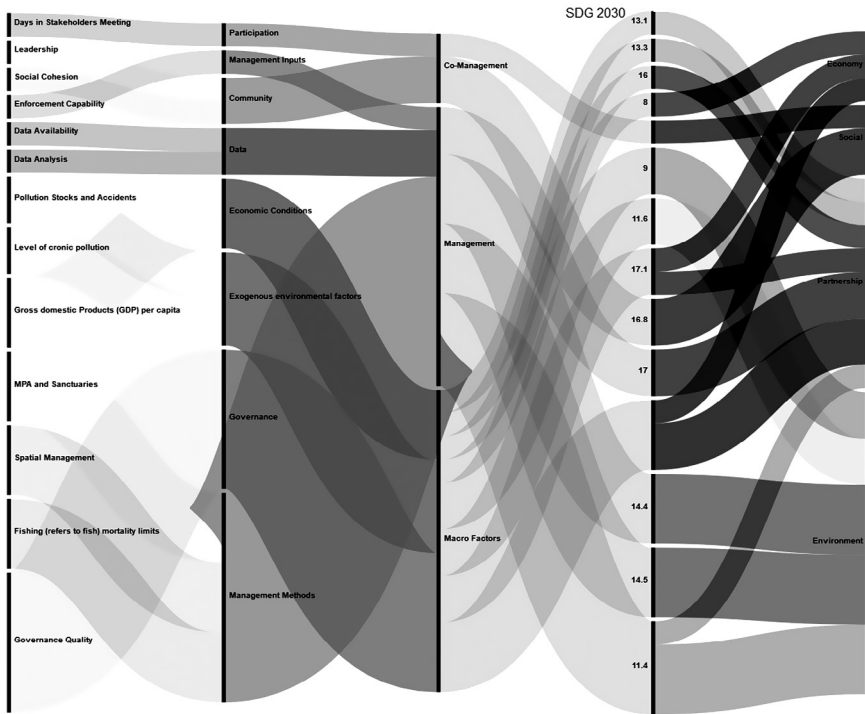 Days in Stakeholders Meeting
Leadership
Social Cohesion
Enforcement Capability
Data Availability
Data Analysis
Pollution Stocks and Accidents
Level of cronic pollution
Gross domestic Products (GDP) per capita
MPA and Sanctuaries
Spatial Management
Fishing (refers to fish) mortality limits
Governance Quality
Participation
Management Inputs
Community
Data
Economic Conditions
Exogenous environmental factors
Governance
Management Methods
Co-Management
Management
Macro Factors
SDG 2030
13.1
13.3
16
8
9
11.6
17.1
16.8
17
14.4
14.5
11.4
Economy
Social
Partnership
Environment